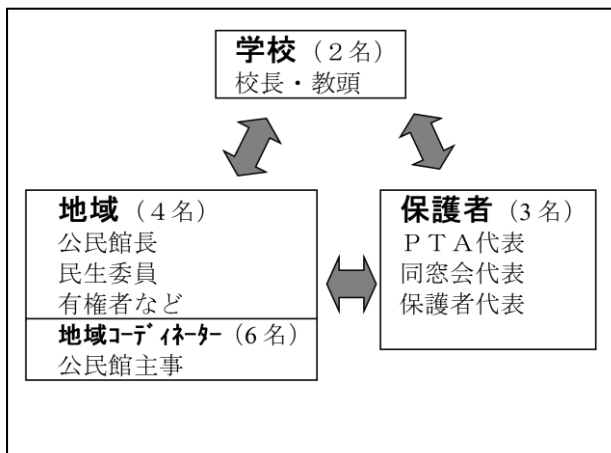 学校（２名）
校長・教頭
地域（４名）
公民館長
民生委員
有権者など
地域ｺｰﾃﾞｨﾈｰﾀｰ（６名）
公民館主事
保護者（３名）
ＰＴＡ代表
同窓会代表
保護者代表